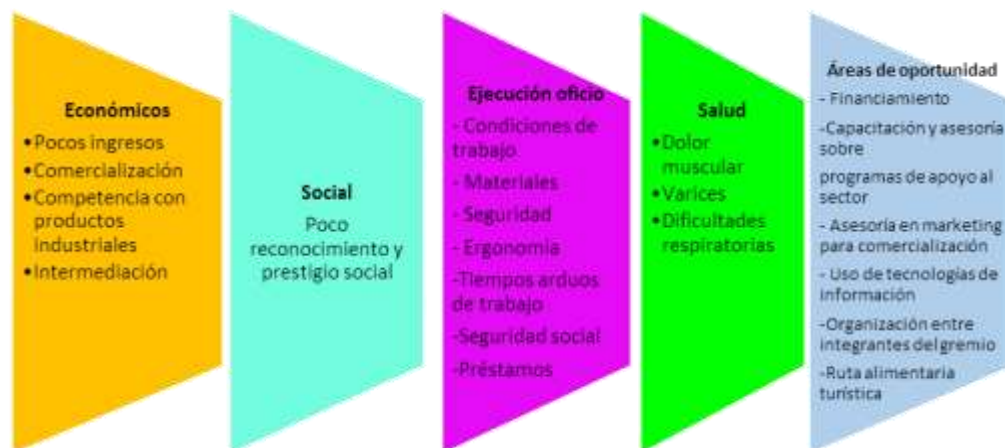 Económicos
•Pocos ingresos
•Comercialización
•Competencia con
productos
industriales
•Intermediación
Social
Poco
reconocimiento y
prestigio social
Ejecución oficio
- Condiciones de
trabajo
- Materiales
- Seguridad
- Ergonomia
-Tiempos arduos
de trabajo
-Seguridad social
-Préstamos
Salud
•Dolor
muscular
•Varices
•Dificultades
respiratorias
Áreas de oportunidad
- Financiamiento
-Capacitación y asesoría
sobre
programas de apoyo al
sector
- Asesoría en marketing
para comercialización
- Uso de tecnologías de
información
-Organización entre
integrantes del gremio
-Ruta alimentaria
turística